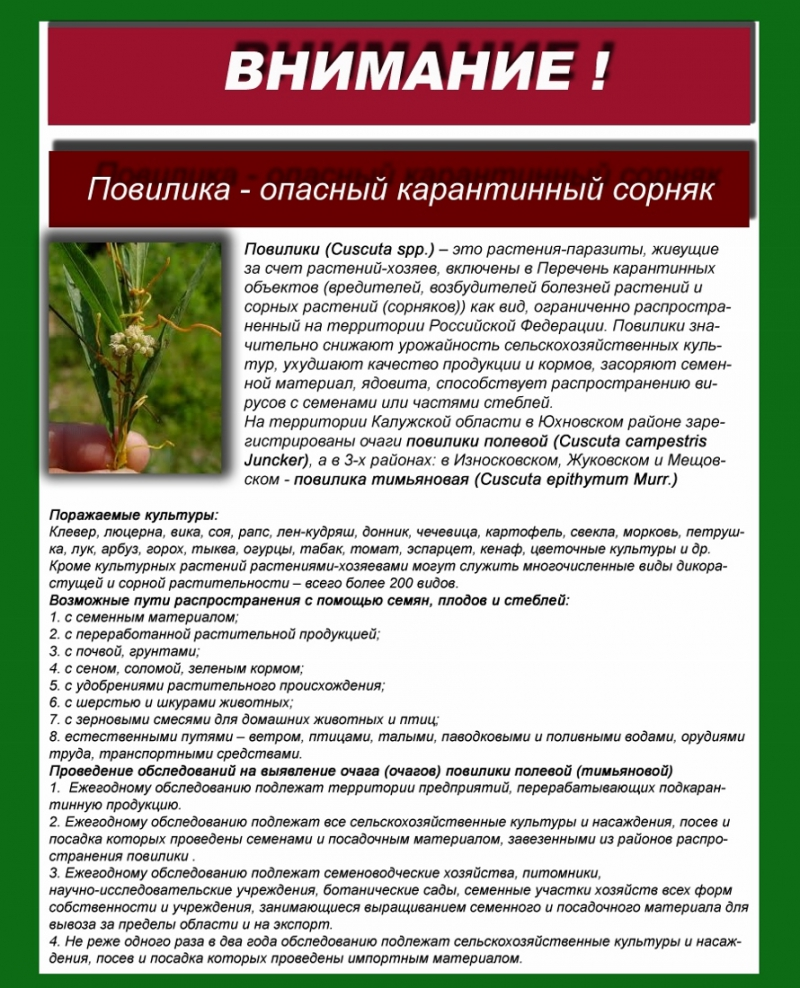 ВНИМАНИЕ !
Повилика - опасный карантинный сорняк
Повилики (Cuscuta spp.) – это растения-паразиты, живущие
за счет растений-хозяев, включены в Перечень карантинных
объектов (вредителей, возбудителей болезней растений и
сорных растений (сорняков)) как вид, ограниченно распростра-
ненный на территории Российской Федерации. Повилики зна-
чительно снижают урожайность сельскохозяйственных куль-
тур, ухудшают качество продукции и кормов, засоряют семен-
ной материал, ядовита, способствует распространению ви-
русов с семенами или частями стеблей.
На территории Калужской области в Юхновском районе заре-
гистрированы очаги повилики полевой (Cuscuta campestris
Juncker), а в 3-х районах: в Износковском, Жуковском и Мещов-
ском - повилика тимьяновая (Cuscuta epithymum Murr.)
Поражаемые культуры:
Клевер, люцерна, вика, соя, рапс, лен-кудряш, донник, чечевица, картофель, свекла, морковь, петруш-
ка, лук, арбуз, горох, тыква, огурцы, табак, томат, эспарцет, кенаф, цветочные культуры и др.
Кроме культурных растений растениями-хозяевами могут служить многочисленные виды дикора-
стущей и сорной растительности – всего более 200 видов.
Возможные пути распространения с помощью семян, плодов и стеблей:
1. с семенным материалом;
2. с переработанной растительной продукцией;
3. с почвой, грунтами;
4. с сеном, соломой, зеленым кормом;
5. с удобрениями растительного происхождения;
6. с шерстью и шкурами животных;
7. с зерновыми смесями для домашних животных и птиц;
8. естественными путями – ветром, птицами, талыми, паводковыми и поливными водами, орудиями
труда, транспортными средствами.
Проведение обследований на выявление очага (очагов) повилики полевой (тимьяновой)
1. Ежегодному обследованию подлежат территории предприятий, перерабатывающих подкаран-
тинную продукцию.
2. Ежегодному обследованию подлежат все сельскохозяйственные культуры и насаждения, посев и
посадка которых проведены семенами и посадочным материалом, завезенными из районов распро-
странения повилики .
3. Ежегодному обследованию подлежат семеноводческие хозяйства, питомники,
научно-исследовательские учреждения, ботанические сады, семенные участки хозяйств всех форм
собственности и учреждения, занимающиеся выращиванием семенного и посадочного материала для
вывоза за пределы области и на экспорт.
4. Не реже одного раза в два года обследованию подлежат сельскохозяйственные культуры и насаж-
дения, посев и посадка которых проведены импортным материалом.